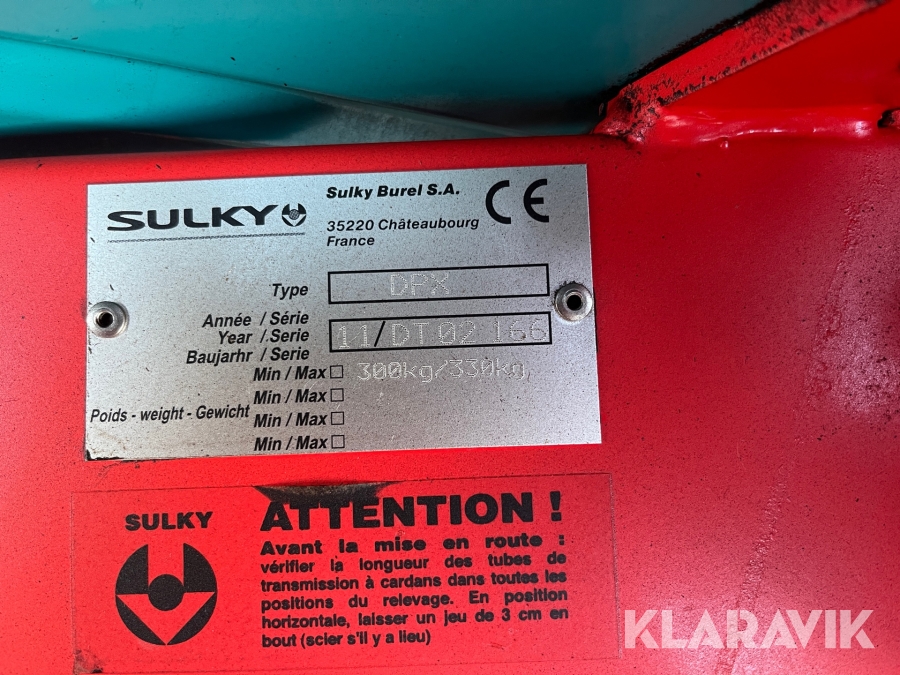 SULKY
Sulky Burel S.A.
35220 Châteaubourg
France
CE
Type DPX
Année / Série
Year /.Serie 11/DT 02 166
Baujarhr / Serie
Min / Max 300kg/330kg
Min / Max
Poids - weight - Gewicht
Min / Max
Min / Max
SULKY
ATTENTION !
Avant la mise en route :
vérifier la longueur des tubes de
transmission à cardans dans toutes les
positions du relevage. En position
horizontale, laisser un jeu de 3 cm en
bout (scier s'il y a lieu)
KLARAVIK